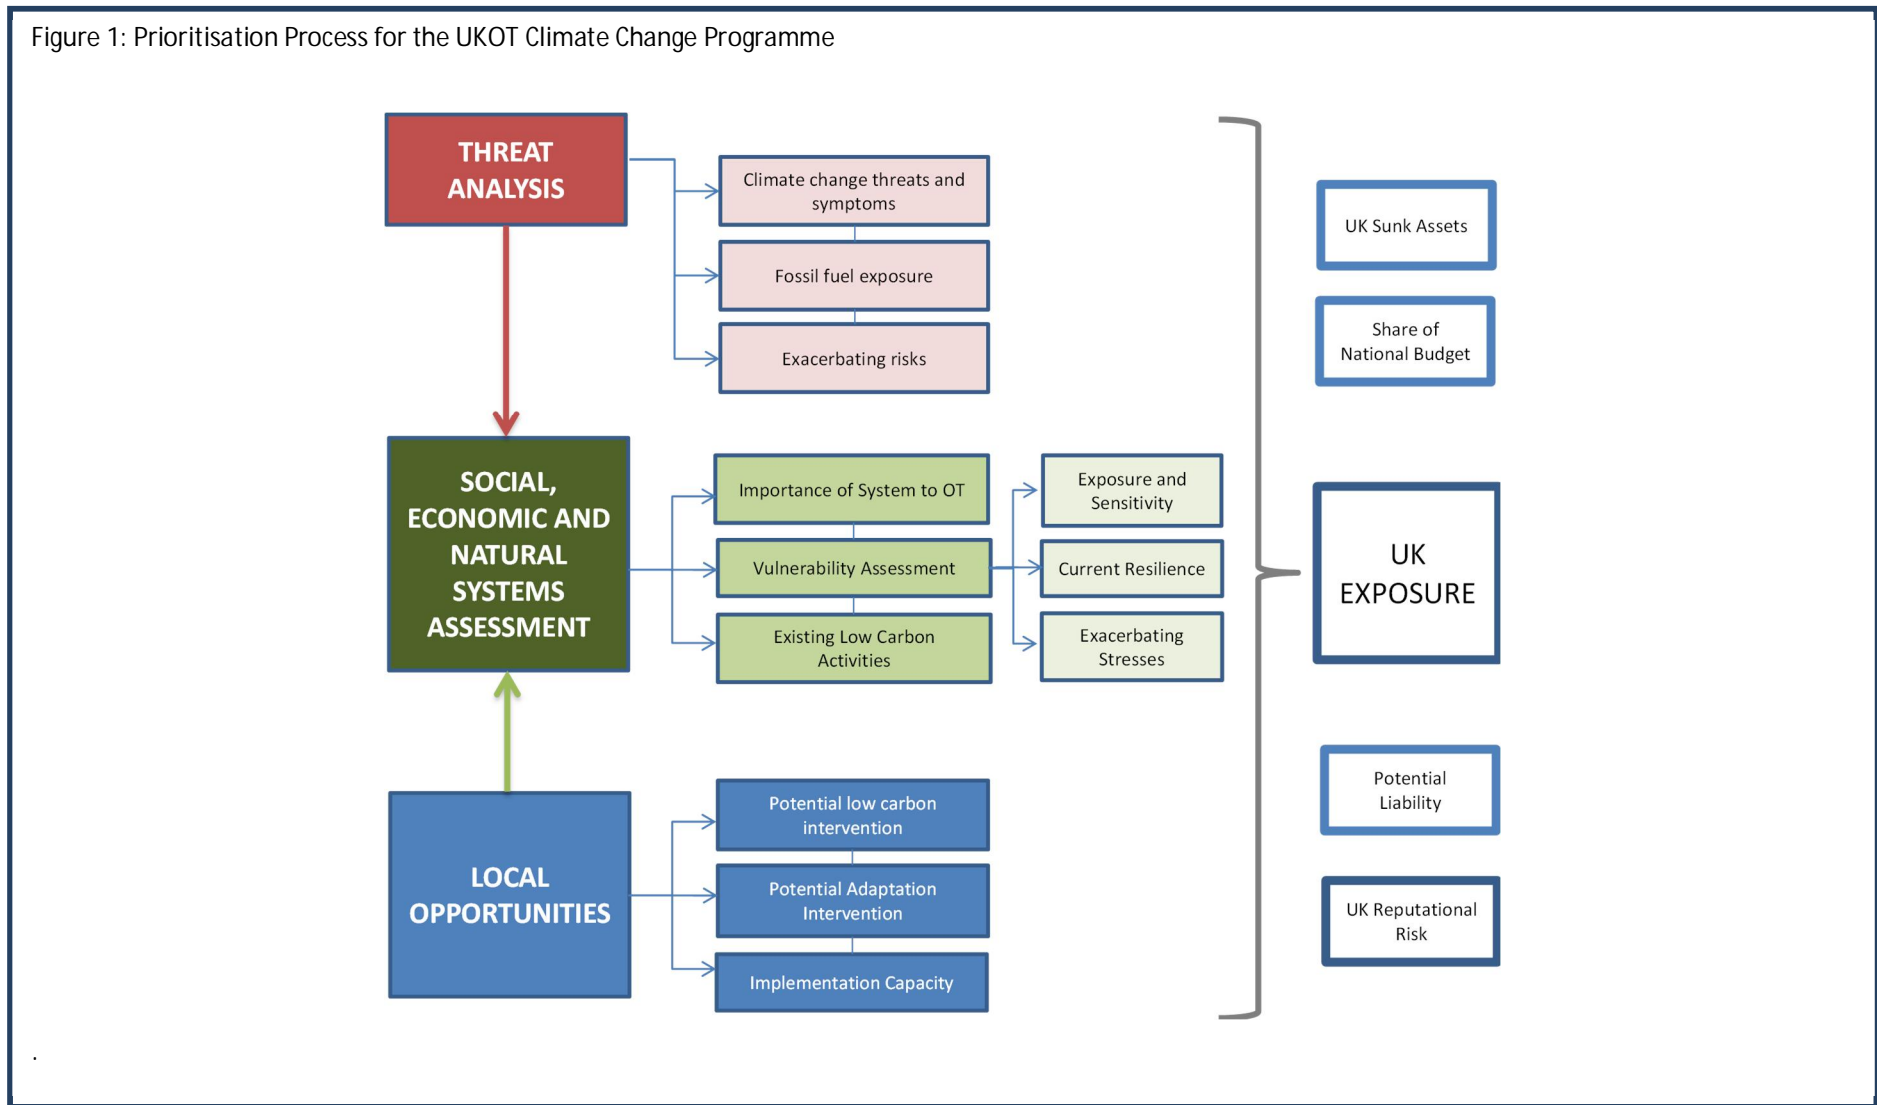 Figure 1: Prioritisation Process for the UKOT Climate Change Programme
THREAT
ANALYSIS
Climate change threats and
symptoms
Fossil fuel exposure
Exacerbating risks
SOCIAL,
ECONOMIC AND
NATURAL
SYSTEMS
ASSESSMENT
Importance of System to OT
Vulnerability Assessment
Existing Low Carbon
Activities
Exposure and
Sensitivity
Current Resilience
Exacerbating
Stresses
LOCAL
OPPORTUNITIES
Potential low carbon
intervention
Potential Adaptation
Intervention
Implementation Capacity
UK Sunk Assets
Share of
National Budget
UK
EXPOSURE
Potential
Liability
UK Reputational
Risk
.